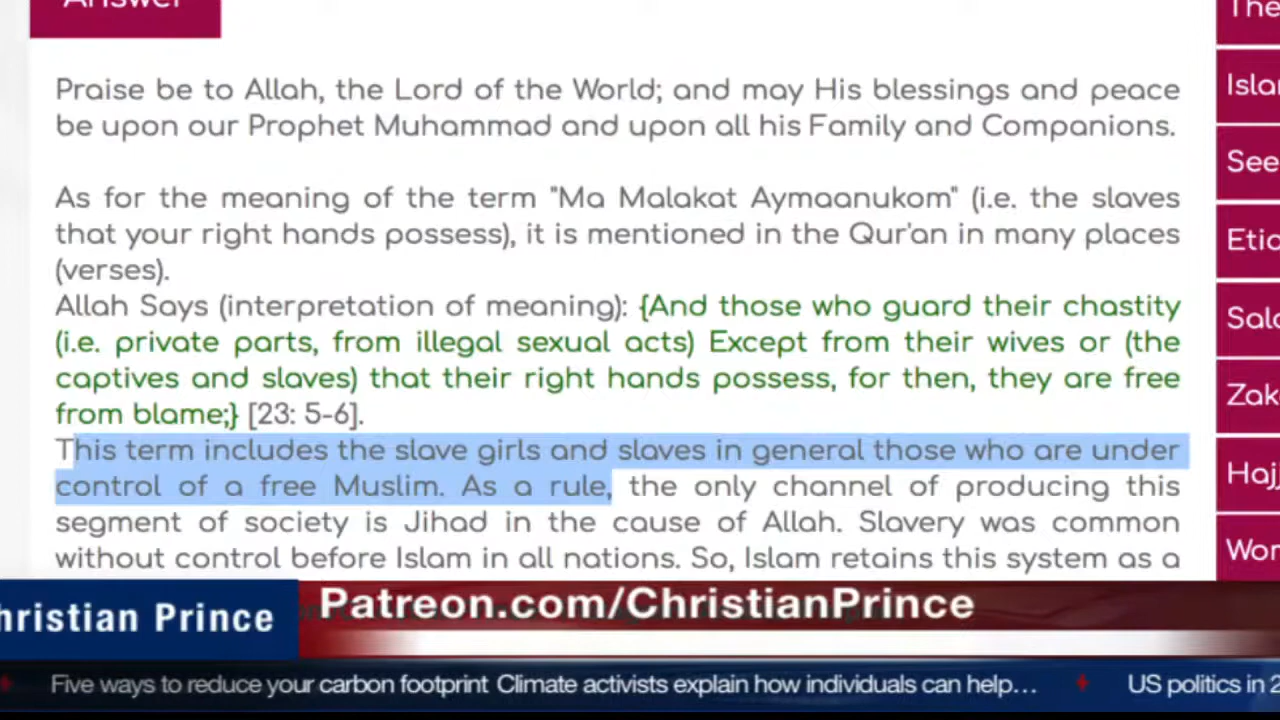 Answer
Praise be to Allah, the Lord of the World; and may His blessings and peace
be upon our Prophet Muhammad and upon all his Family and Companions.
As for the meaning of the term "Ma Malakat Aymaanukom" (i.e. the slaves
that your right hands possess), it is mentioned in the Qur'an in many places
(verses).
Allah Says (interpretation of meaning): {And those who guard their chastity
(i.e. private parts, from illegal sexual acts) Except from their wives or (the
captives and slaves) that their right hands possess, for then, they are free
from blame;} [23: 5-6].
This term includes the slave girls and slaves in general those who are under
control of a free Muslim. As a rule, the only channel of producing this
segment of society is Jihad in the cause of Allah. Slavery was common
without control before Islam in all nations. So, Islam retains this system as a
The
Isla
See
Etic
Sala
Zak
Hajj
Wor
hristian Prince
Patreon.com/ChristianPrince
Five ways to reduce your carbon footprint Climate activists explain how individuals can help...
US politics in 2